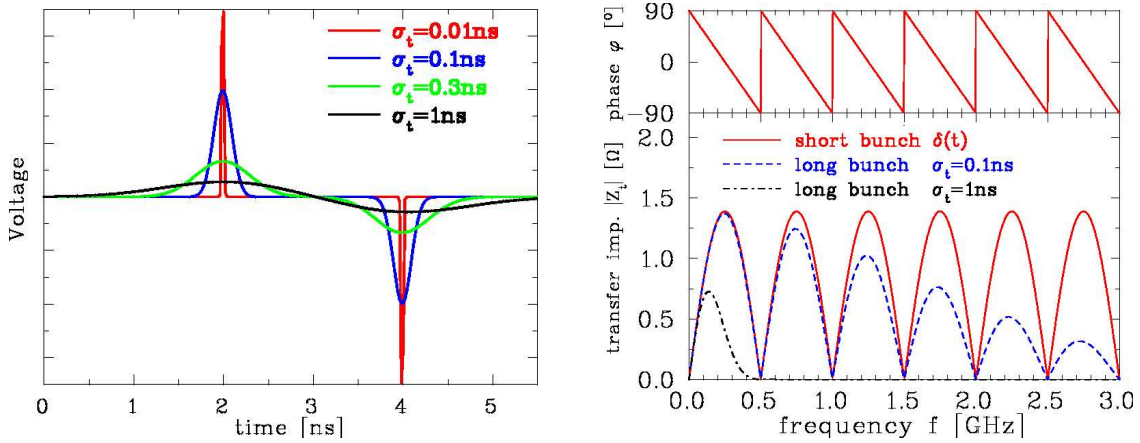 Voltage
σt=0.01ns
σt=0.1ns
σt=0.3ns
σt=1ns
0 1 2 3 4 5
time [ns]
phase φ [º]
90
0
−90
transfer imp. |Zt| [Ω]
2.0
1.5
1.0
0.5
0.0
short bunch δ(t)
long bunch σt=0.1ns
long bunch σt=1ns
0.0 0.5 1.0 1.5 2.0 2.5 3.0
frequency f [GHz]